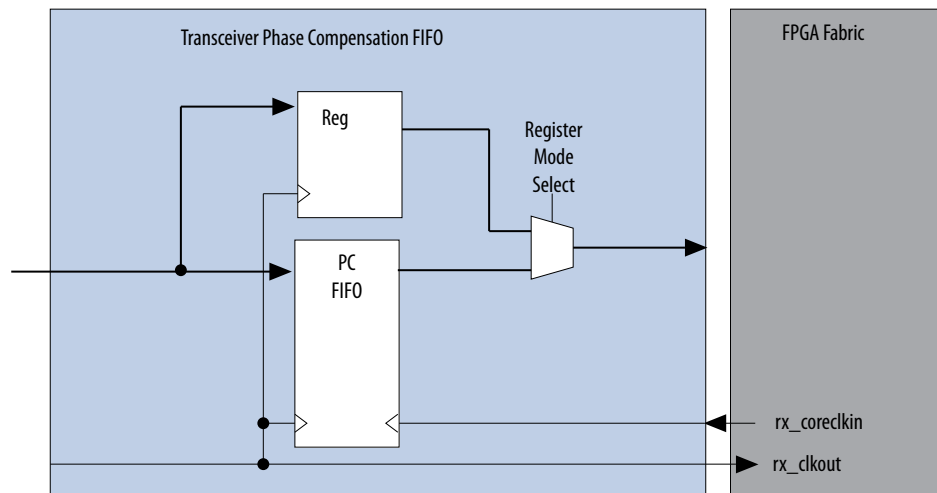 Transceiver Phase Compensation FIFO
FPGA Fabric
Reg
Register
Mode
Select
PC
FIFO
rx_coreclkin
rx_clkout